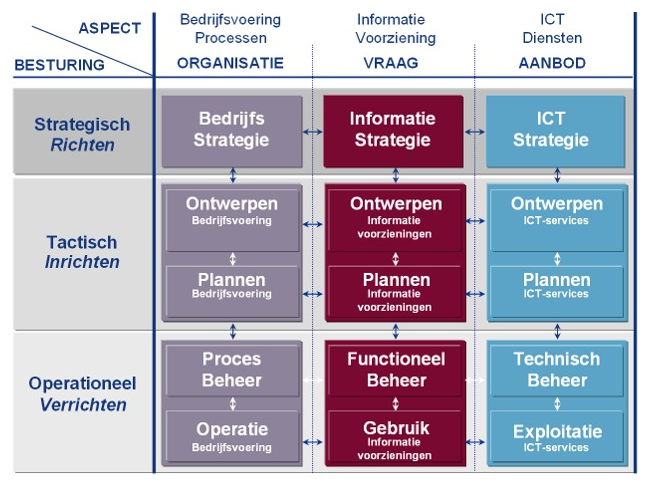 ASPECT
BESTURING
Bedrijfsvoering
Processen
ORGANISATIE
Informatie
Voorziening
VRAAG
ICT
Diensten
AANBOD
Strategisch
Richten
Bedrijfs
Strategie
Informatie
Strategie
ICT
Strategie
Tactisch
Inrichten
Ontwerpen
Bedrijfsvoering
Ontwerpen
Informatie
voorzieningen
Ontwerpen
ICT-services
Plannen
Bedrijfsvoering
Plannen
Informatie
voorzieningen
Plannen
ICT-services
Operationeel
Verrichten
Proces
Beheer
Functioneel
Beheer
Technisch
Beheer
Operatie
Bedrijfsvoering
Gebruik
Informatie
voorzieningen
Exploitatie
ICT-services